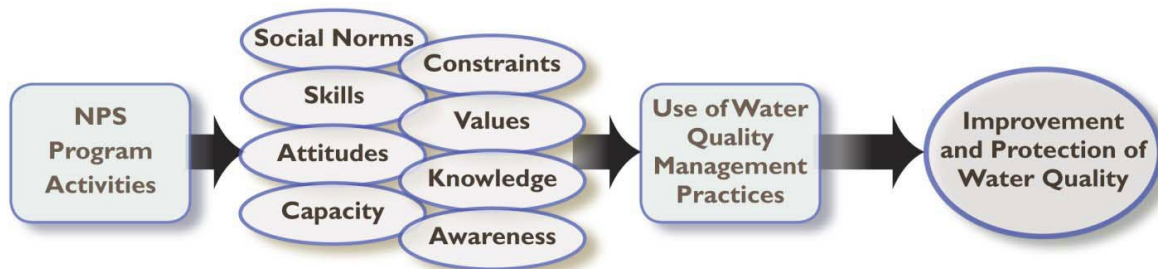 NPS
Program
Activities
Social Norms
Skills
Attitudes
Capacity
Constraints
Values
Knowledge
Awareness
Use of Water
Quality
Management
Practices
Improvement
and Protection of
Water Quality